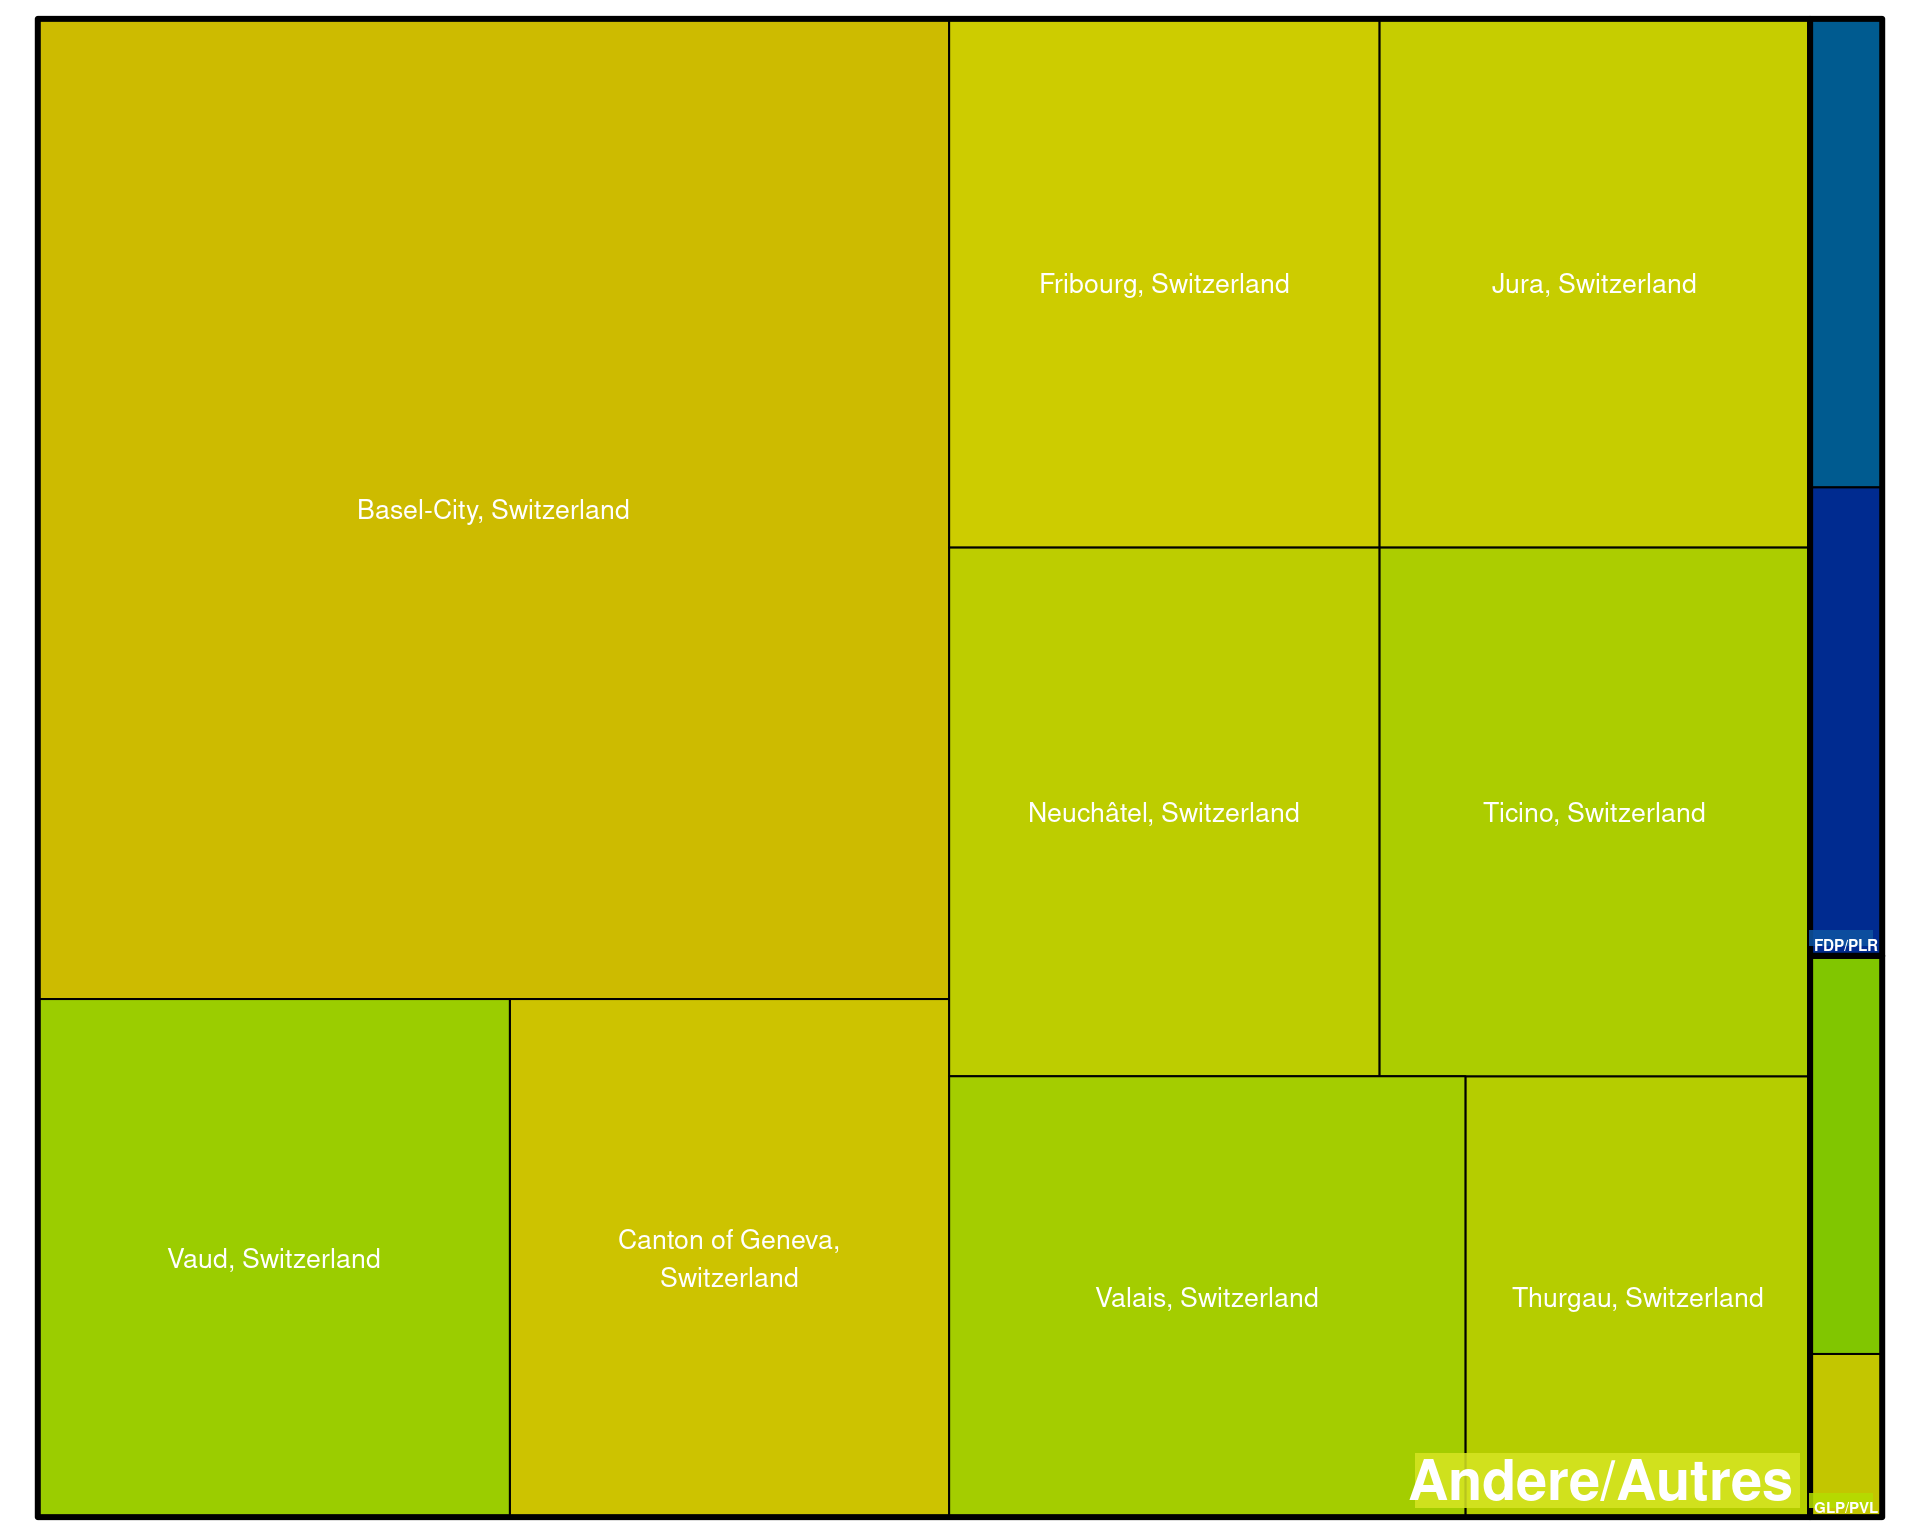 Fribourg, Switzerland
Jura, Switzerland
Basel-City, Switzerland
Neuchâtel, Switzerland
Ticino, Switzerland
FDP/PLR
Vaud, Switzerland
Canton of Geneva,
Switzerland
Valais, Switzerland
Thurgau, Switzerland
Andere/Autres
GLP/PVL